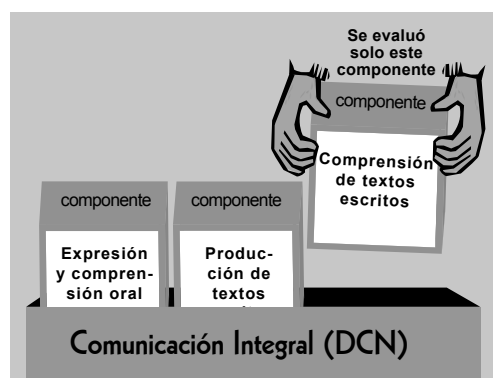 Se evaluó
solo este
componente
componente
Comprensión
de textos
escritos
componente
Expresión
y compren-
sión oral
componente
Produc-
ción de
textos
Comunicación Integral (DCN)